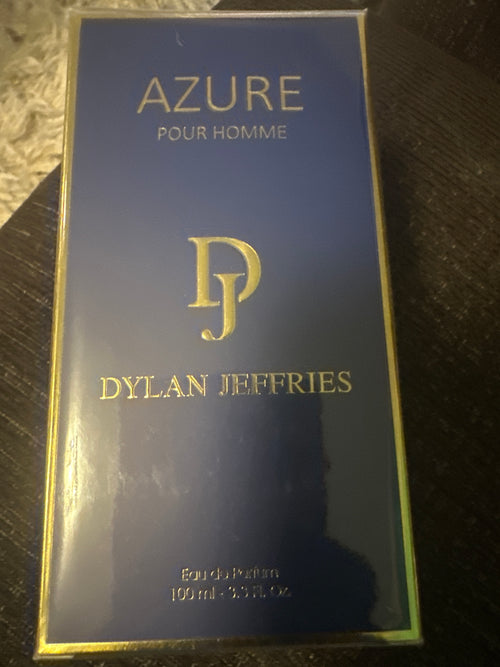 AZURE
POUR HOMME
DJ
DYLAN JEFFRIES
Eau de Parfum
100 ml - 3.3 Fl. Oz.